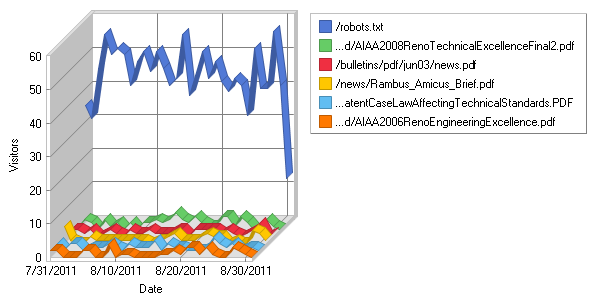 60
50
40
30
20
10
0
Visitors
7/31/2011 8/10/2011 8/20/2011 8/30/2011
Date
/robots.txt
...d/AIAA2008RenoTechnicalExcellenceFinal2.pdf
/bulletins/pdf/jun03/news.pdf
/news/Rambus_Amicus_Brief.pdf
...atentCaseLawAffectingTechnicalStandards.PDF
...d/AIAA2006RenoEngineeringExcellence.pdf